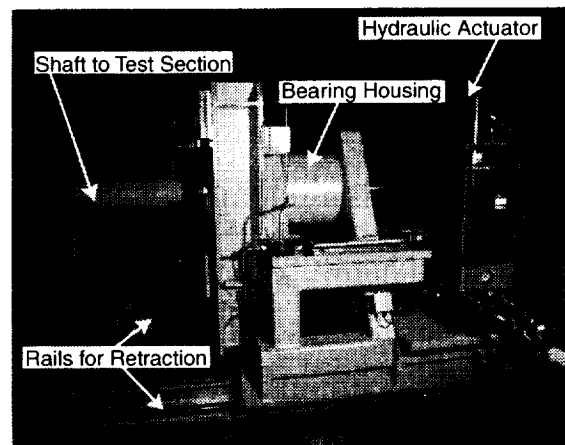 Hydraulic Actuator
Shaft to Test Section
Bearing Housing
Rails for Retraction